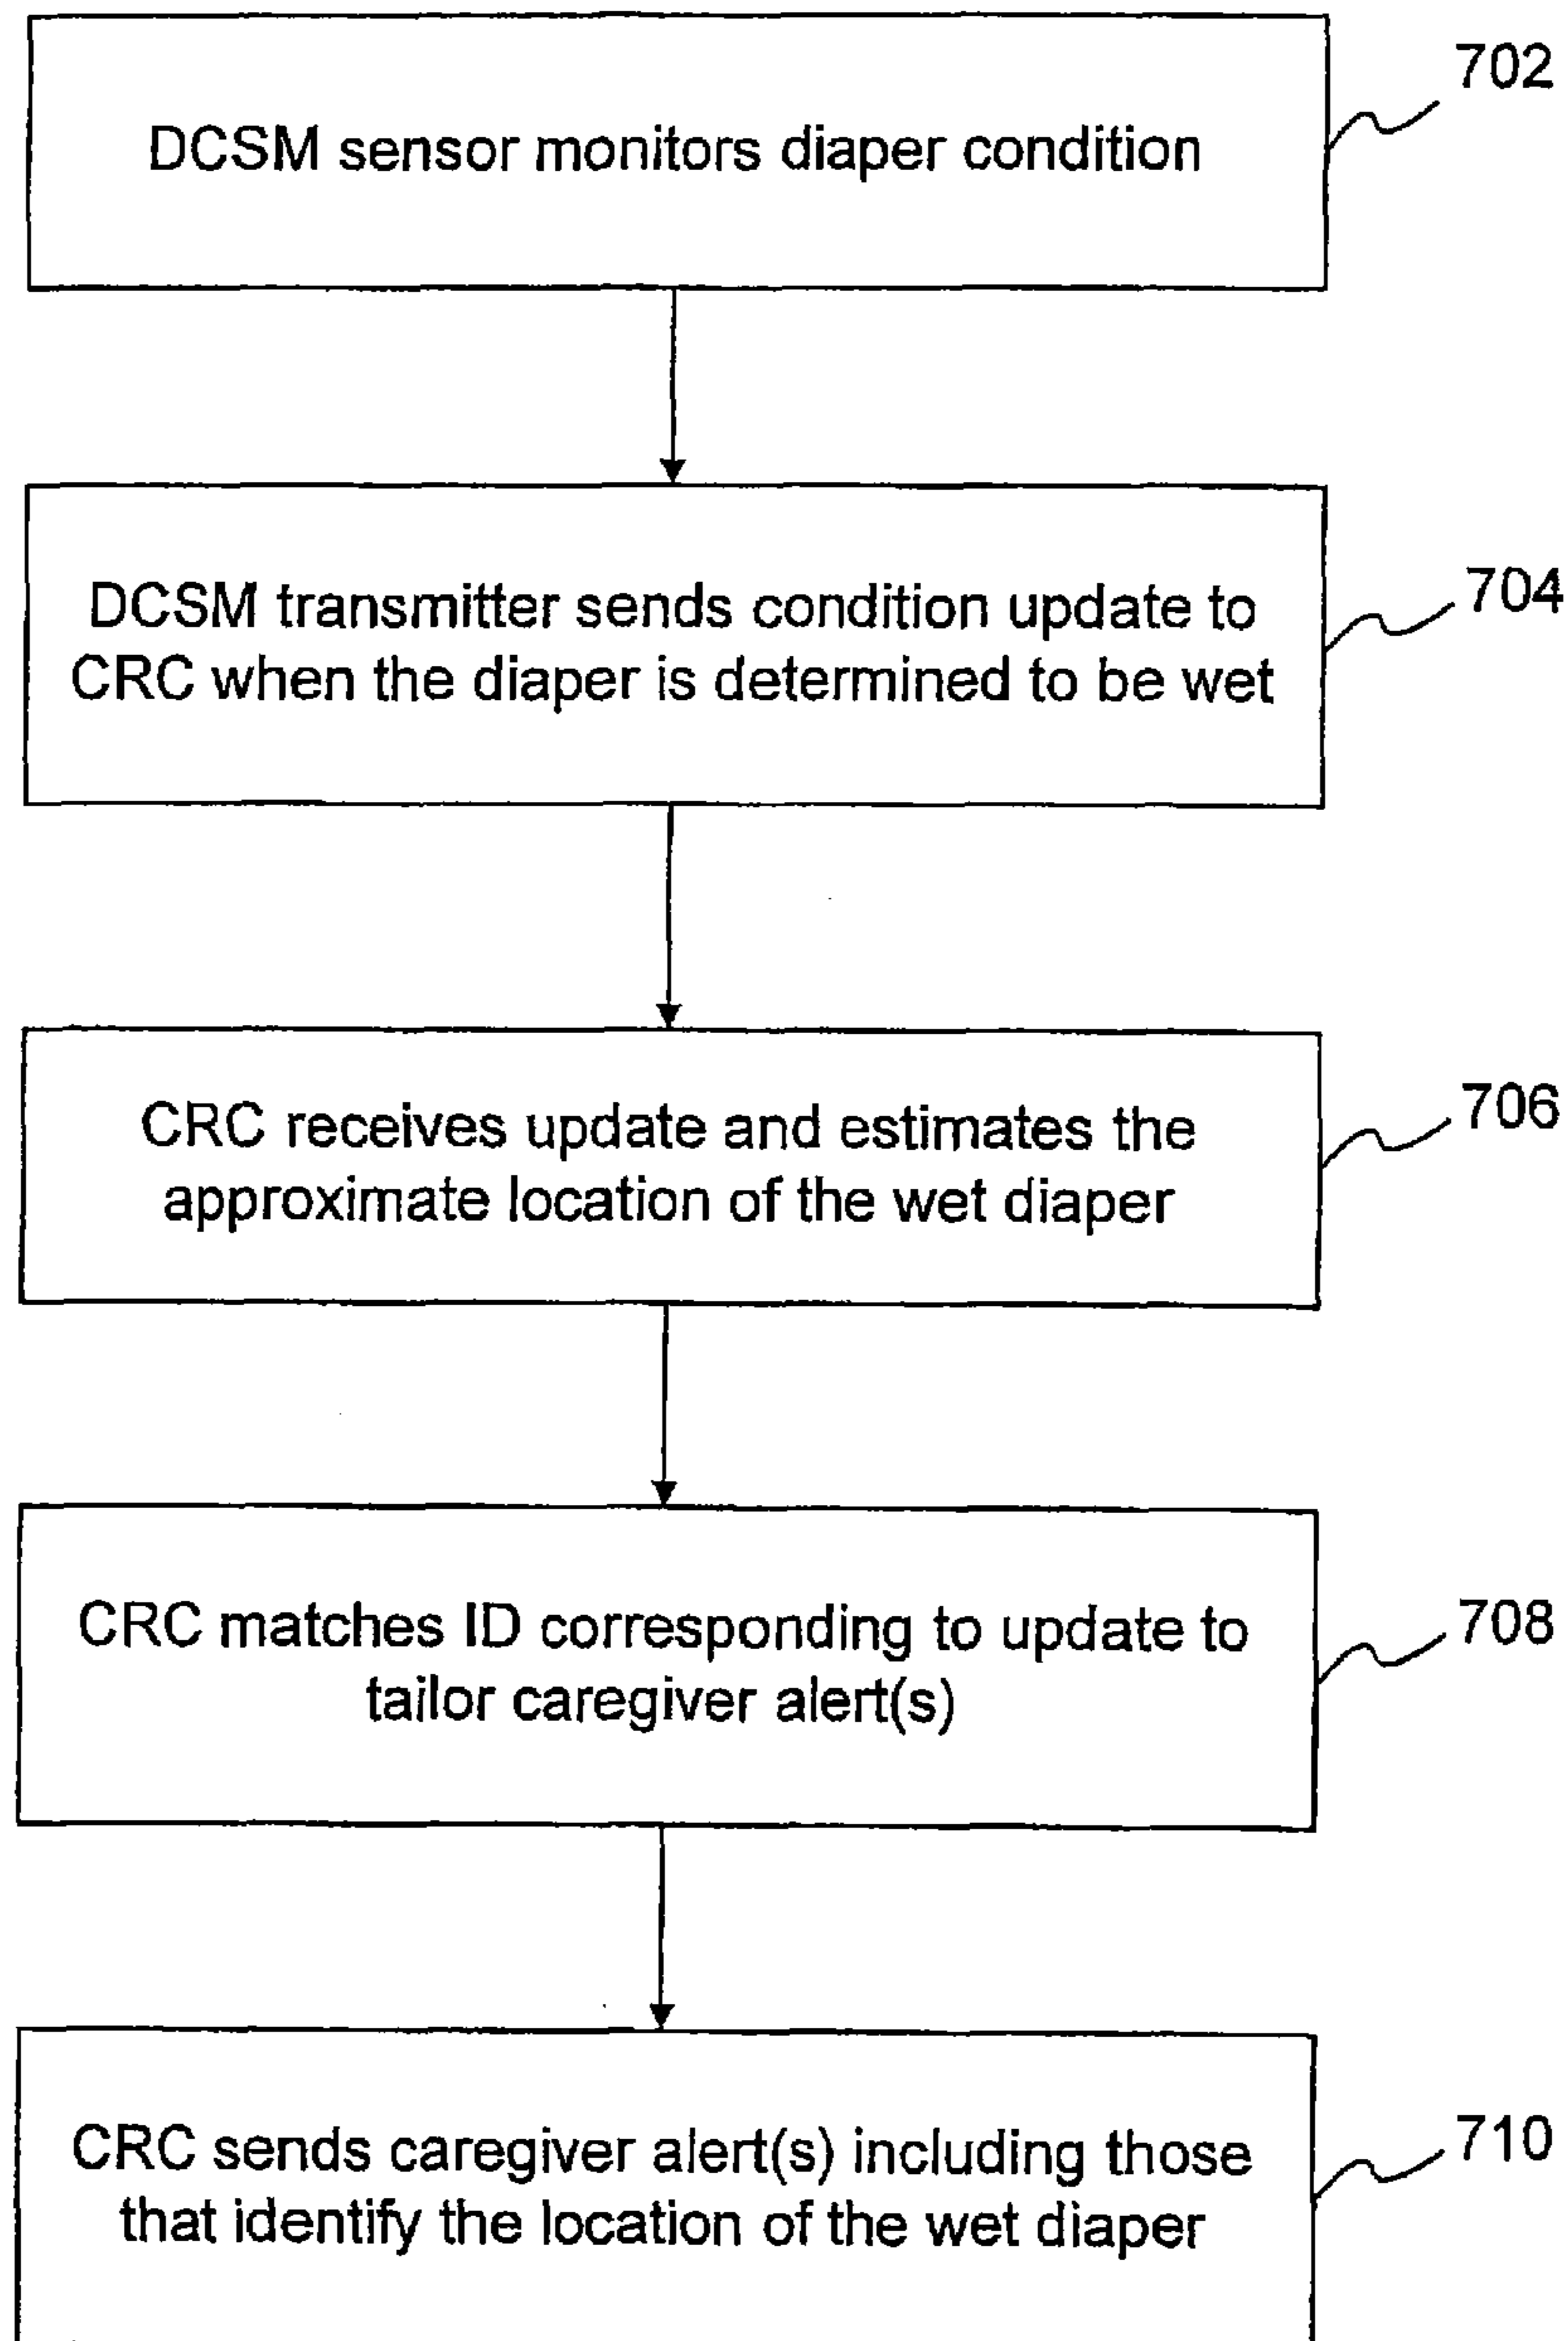 DCSM sensor monitors diaper condition
702
DCSM transmitter sends condition update to
CRC when the diaper is determined to be wet
704
CRC receives update and estimates the
approximate location of the wet diaper
706
CRC matches ID corresponding to update to
tailor caregiver alert(s)
708
CRC sends caregiver alert(s) including those
that identify the location of the wet diaper
710